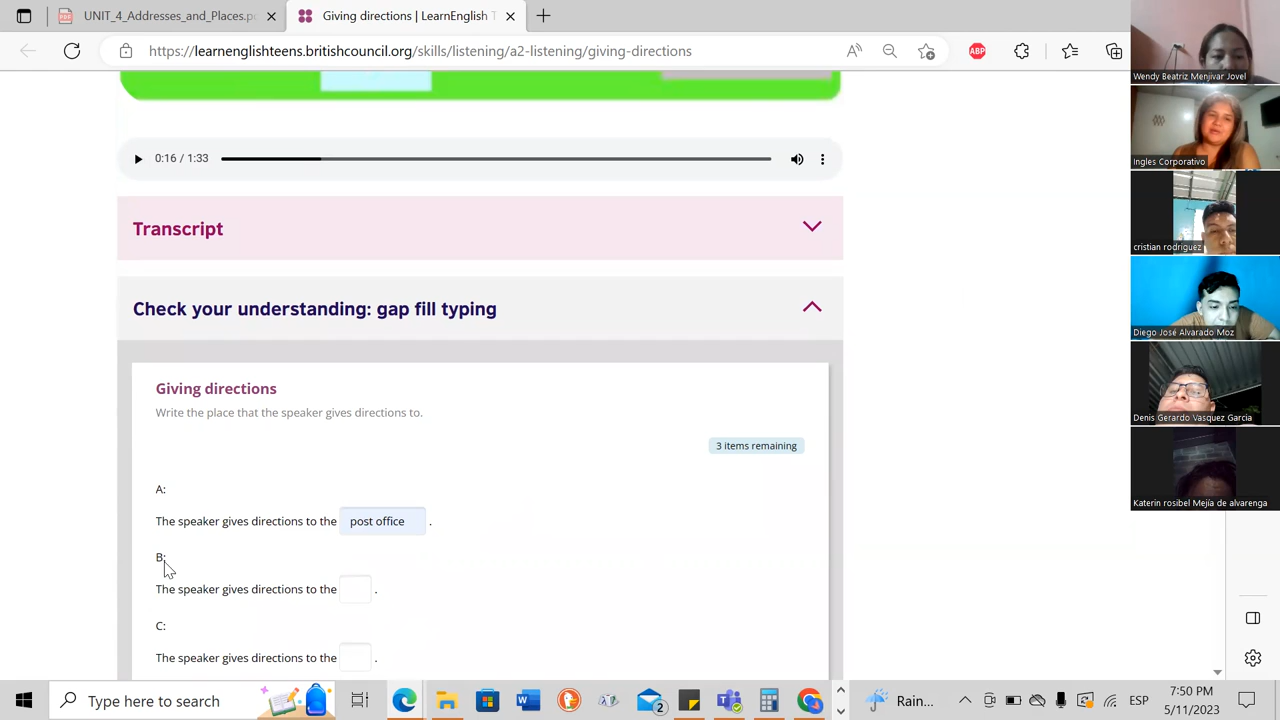 UNIT_4_Addresses-and_Places.p
Giving directions | LearnEnglish T
https://learnenglishteens.britishcouncil.org/skills/listening/a2-listening/giving-directions
ABP
0:16 / 1:33
Transcript
Check your understanding: gap fill typing
Giving directions
Write the place that the speaker gives directions to.
3 items remaining
A:
The speaker gives directions to the post office .
B:
The speaker gives directions to the .
C:
The speaker gives directions to the .
Wendy Beatriz Menjivar Jovel
Ingles Corporativo
cristian rodriguez
Diego José Alvarado Moz
Denis Gerardo Vasquez Garcia
Katerin rosibel Mejía de alvarenga
Type here to search
2
Rain...
ESP
7:50 PM
5/11/2023